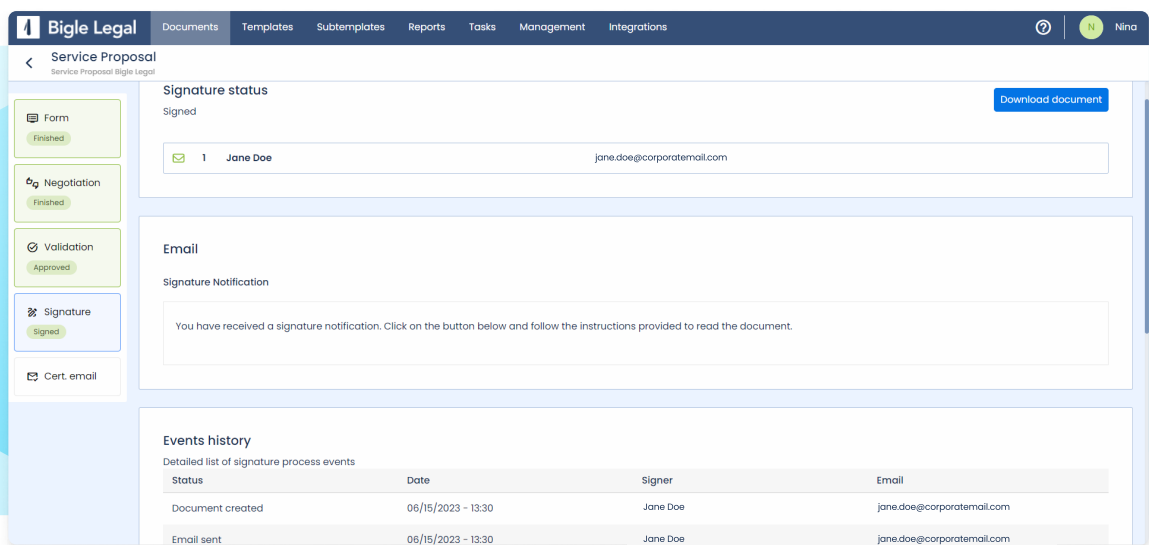 Bigle Legal Documents Templates Subtemplates Reports Tasks Management Integrations N Nina
Service Proposal
Service Proposal Bigle Legal
Form
Finished
Negotiation
Finished
Validation
Approved
Signature
Signed
Cert. email
Signature status
Signed
Download document
1 Jane Doe jane.doe@corporatemail.com
Email
Signature Notification
You have received a signature notification. Click on the button below and follow the instructions provided to read the document.
Events history
Detailed list of signature process events
Status Date Signer Email
Document created 06/15/2023 - 13:30 Jane Doe jane.doe@corporatemail.com
Email sent 06/15/2023 - 13:30 Jane Doe jane.doe@corporatemail.com